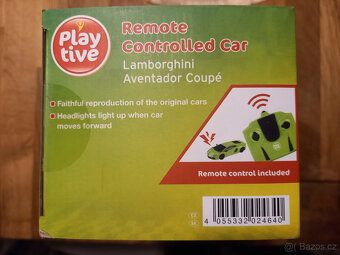 Play
tive
Remote
Controlled Car
Lamborghini
Aventador Coupé
Faithful reproduction of the original cars
Headlights light up when car
moves forward
Remote control included
4 055332 024640
Bazos.cz